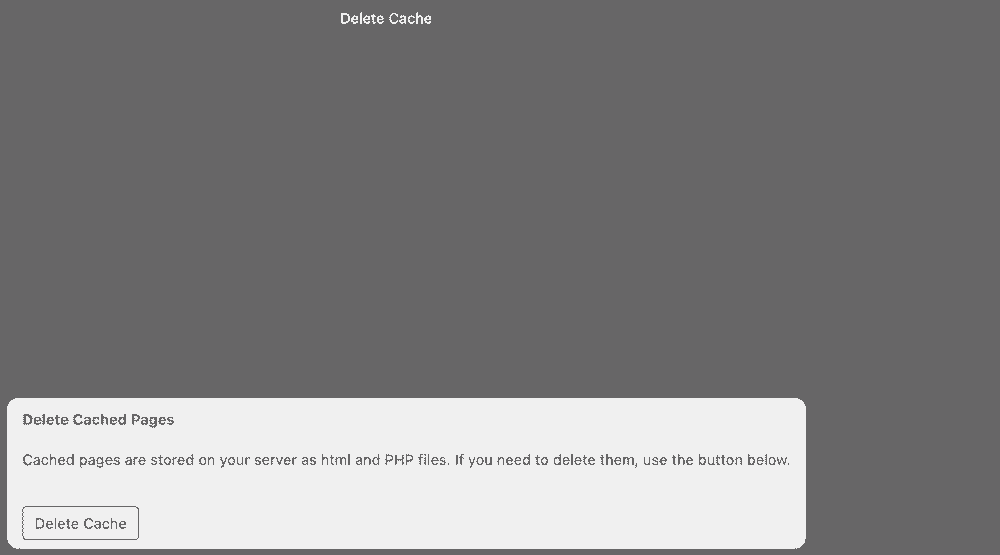 Delete Cache
Delete Cached Pages
Cached pages are stored on your server as html and PHP files. If you need to delete them, use the button below.
Delete Cache